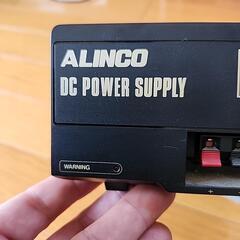 ALINCO
DC POWER SUPPLY
WARNING
+